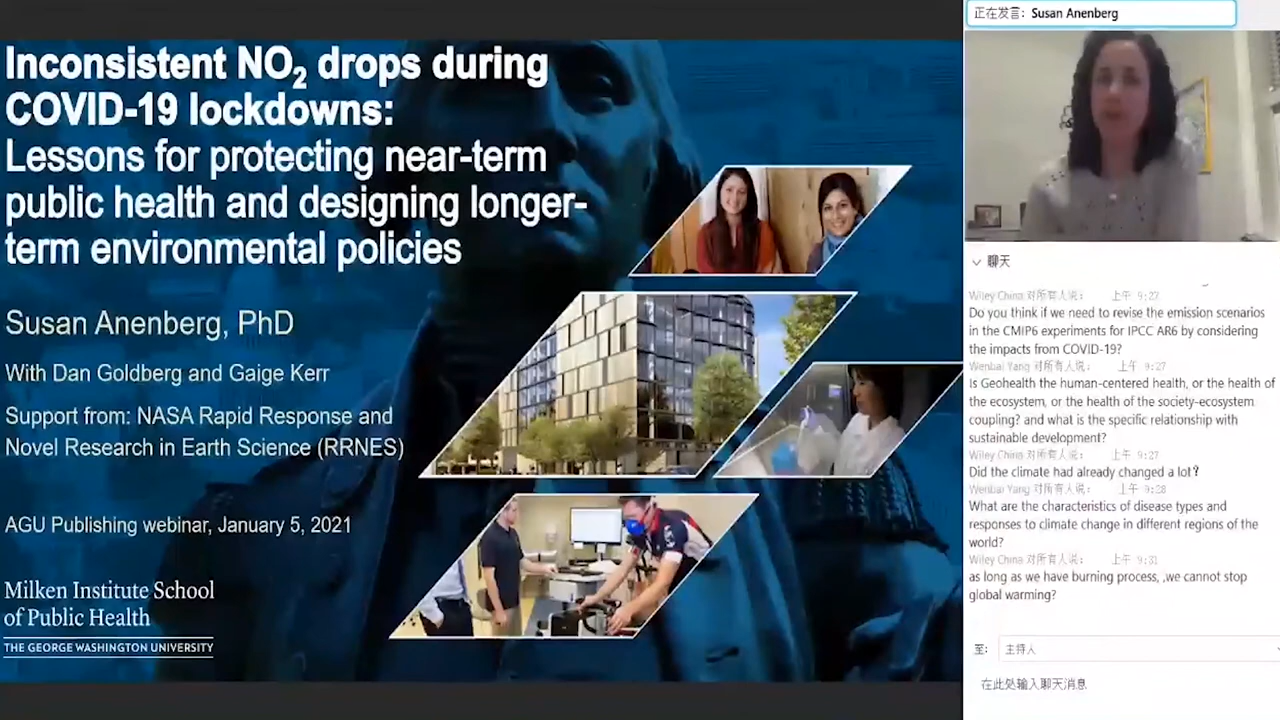 Inconsistent NO₂ drops during
COVID-19 lockdowns:
Lessons for protecting near-term
public health and designing longer-
term environmental policies
Susan Anenberg, PhD
With Dan Goldberg and Gaige Kerr
Support from: NASA Rapid Response and
Novel Research in Earth Science (RRNES)
AGU Publishing webinar, January 5, 2021
Milken Institute School
of Public Health
THE GEORGE WASHINGTON UNIVERSITY
正在发言: Susan Anenberg
聊天
Wiley China 对所有人说: 上午 9:27
Do you think if we need to revise the emission scenarios
in the CMIP6 experiments for IPCC AR6 by considering
the impacts from COVID-19?
Wenbai Yang 对所有人说: 上午 9:27
Is Geohealth the human-centered health, or the health of
the ecosystem, or the health of the society-ecosystem
coupling? and what is the specific relationship with
sustainable development?
Wiley China 对所有人说: 上午 9:27
Did the climate had already changed a lot?
Wenbai Yang 对所有人说: 上午 9:28
What are the characteristics of disease types and
responses to climate change in different regions of the
world?
Wiley China 对所有人说: 上午 9:31
as long as we have burning process, ,we cannot stop
global warming?
至: 主持人
在此处输入聊天消息